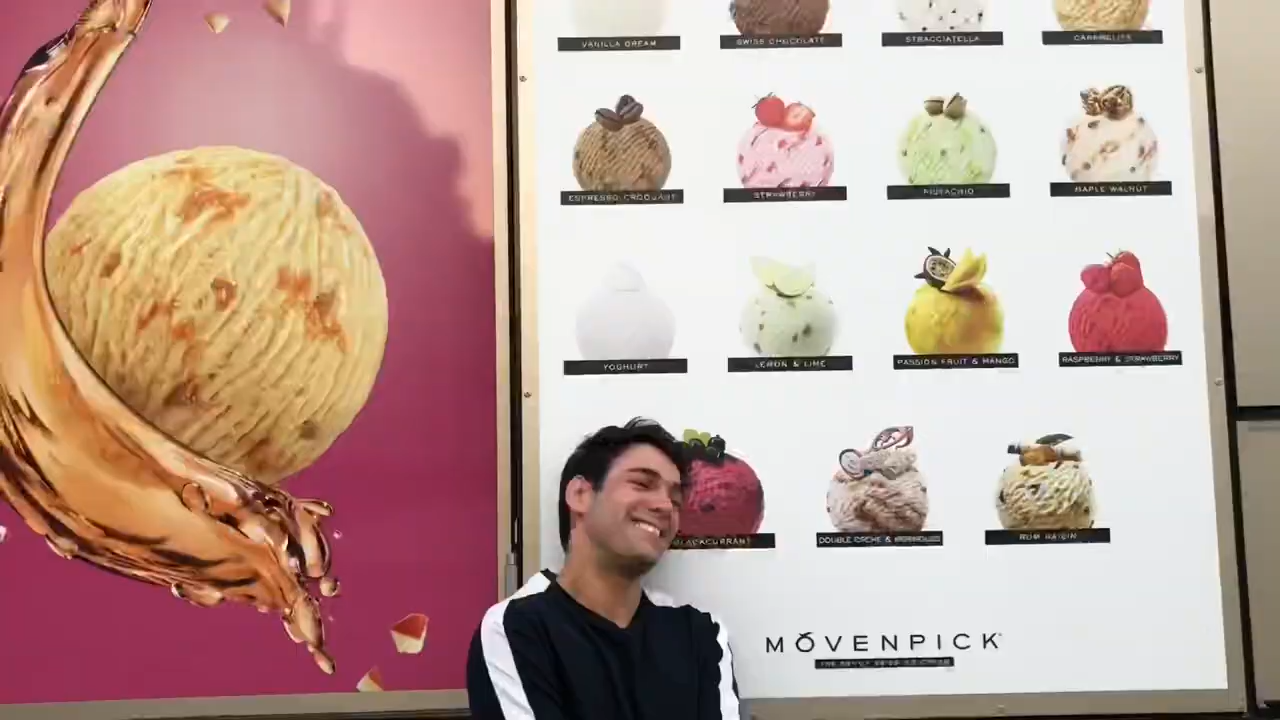 VANILLA DREAM
SWISS CHOCOLATE
STRACCIATELLA
CARAMELITA
ESPRESSO CROQUANT
STRAWBERRY
PISTACHIO
MAPLE WALNUT
YOGHURT
LEMON & LIME
PASSION FRUIT & MANGO
RASPBERRY & STRAWBERRY
BLACKCURRANT
DOUBLE CRÈME & MERINGUES
RUM RAISIN
MÖVENPICK